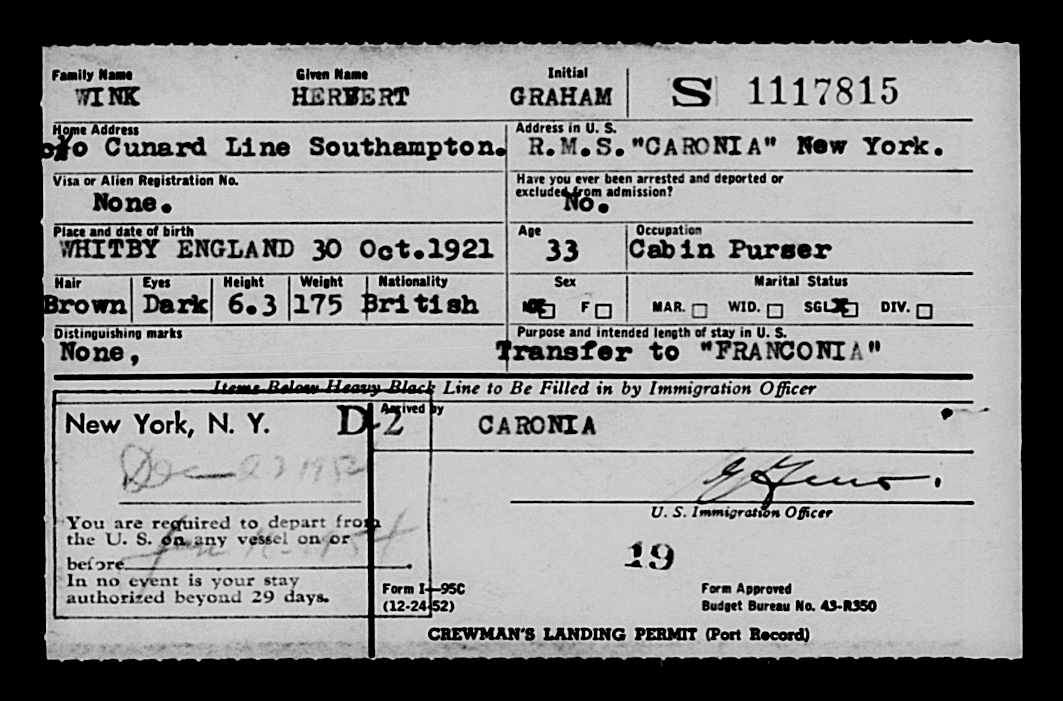 Family Name Given Name Initial
WINK HERBERT GRAHAM S 1117815
Home Address Address in U. S.
c/o Cunard Line Southampton. R.M.S."CARONIA" New York.
Visa or Alien Registration No. Have you ever been arrested and deported or
excluded from admission?
None. No.
Place and date of birth Age Occupation
WHITBY ENGLAND 30 Oct.1921 33 Cabin Purser
Hair Eyes Height Weight Nationality Sex Marital Status
Brown Dark 6.3 175 British M F MAR. WID. SGL DIV.
Distinguishing marks Purpose and intended length of stay in U. S.
None, Transfer to "FRANCONIA"
Items Below Heavy Black Line to Be Filled in by Immigration Officer
New York, N. Y. D-2 Arrived by CARONIA
Dec
U. S. Immigration Officer
You are required to depart from
the U. S. on any vessel on or
before
19
In no event is your stay
authorized beyond 29 days.
Form I-95C Form Approved
(12-24-52) Budget Bureau No. 43-R350
CREWMAN'S LANDING PERMIT (Port Record)